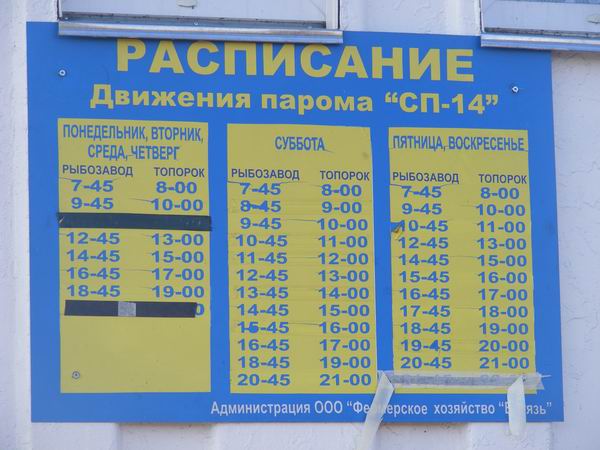 РАСПИСАНИЕ
Движения парома “СП-14”
ПОНЕДЕЛЬНИК, ВТОРНИК,
СРЕДА, ЧЕТВЕРГ
РЫБОЗАВОД ТОПОРОК
7-45 8-00
9-45 10-00
12-45 13-00
14-45 15-00
16-45 17-00
18-45 19-00
СУББОТА
РЫБОЗАВОД ТОПОРОК
7-45 8-00
8-45 9-00
9-45 10-00
10-45 11-00
11-45 12-00
12-45 13-00
13-45 14-00
14-45 15-00
15-45 16-00
16-45 17-00
18-45 19-00
20-45 21-00
ПЯТНИЦА, ВОСКРЕСЕНЬЕ
РЫБОЗАВОД ТОПОРОК
7-45 8-00
9-45 10-00
10-45 11-00
12-45 13-00
14-45 15-00
15-45 16-00
16-45 17-00
17-45 18-00
18-45 19-00
19-45 20-00
20-45 21-00
Администрация ООО “Фермерское хозяйство